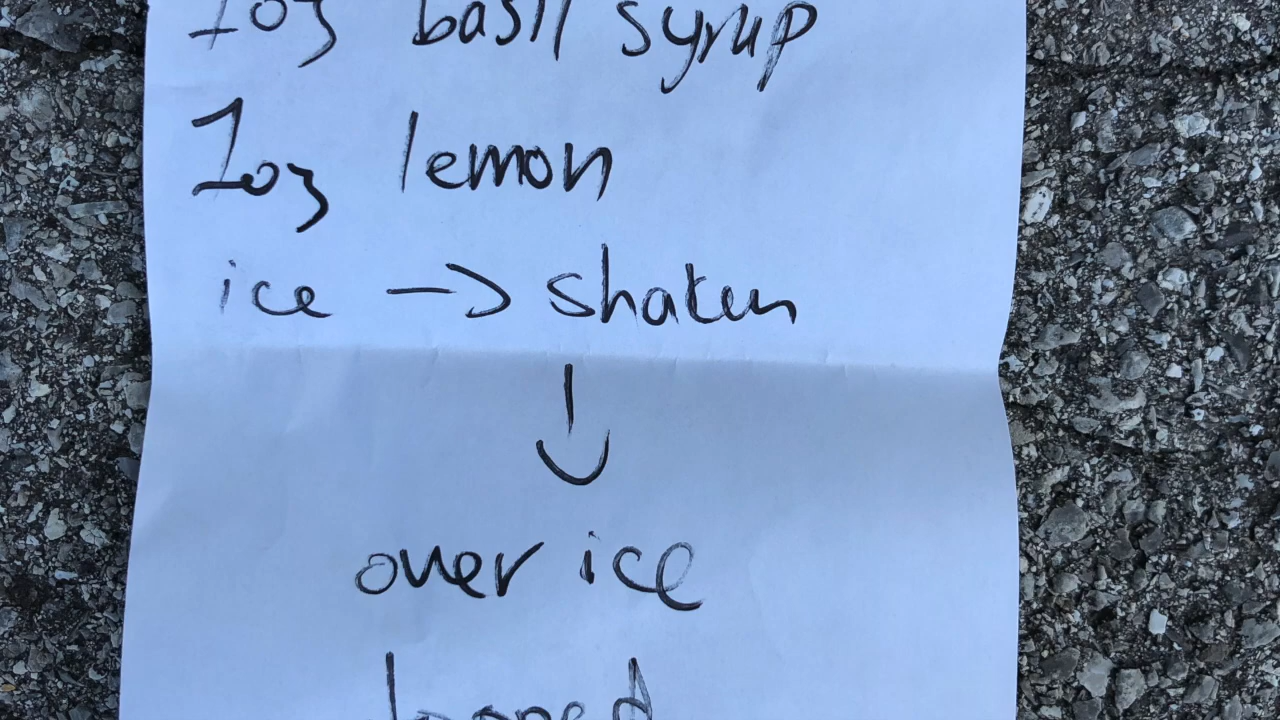 1oz basil syrup
1oz lemon
ice → shaken
↓
over ice